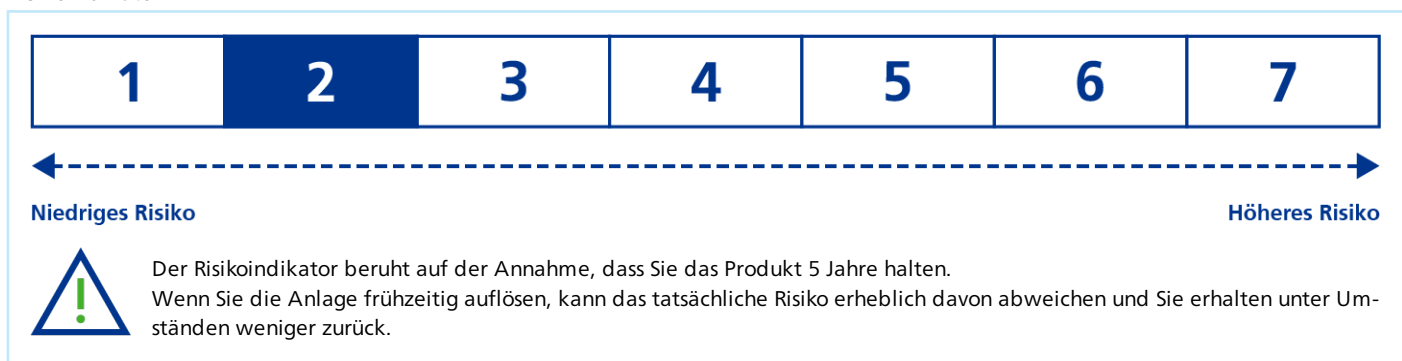 1 2 3 4 5 6 7
Niedriges Risiko Höheres Risiko
Der Risikoindikator beruht auf der Annahme, dass Sie das Produkt 5 Jahre halten.
Wenn Sie die Anlage frühzeitig auflösen, kann das tatsächliche Risiko erheblich davon abweichen und Sie erhalten unter Um-
ständen weniger zurück.